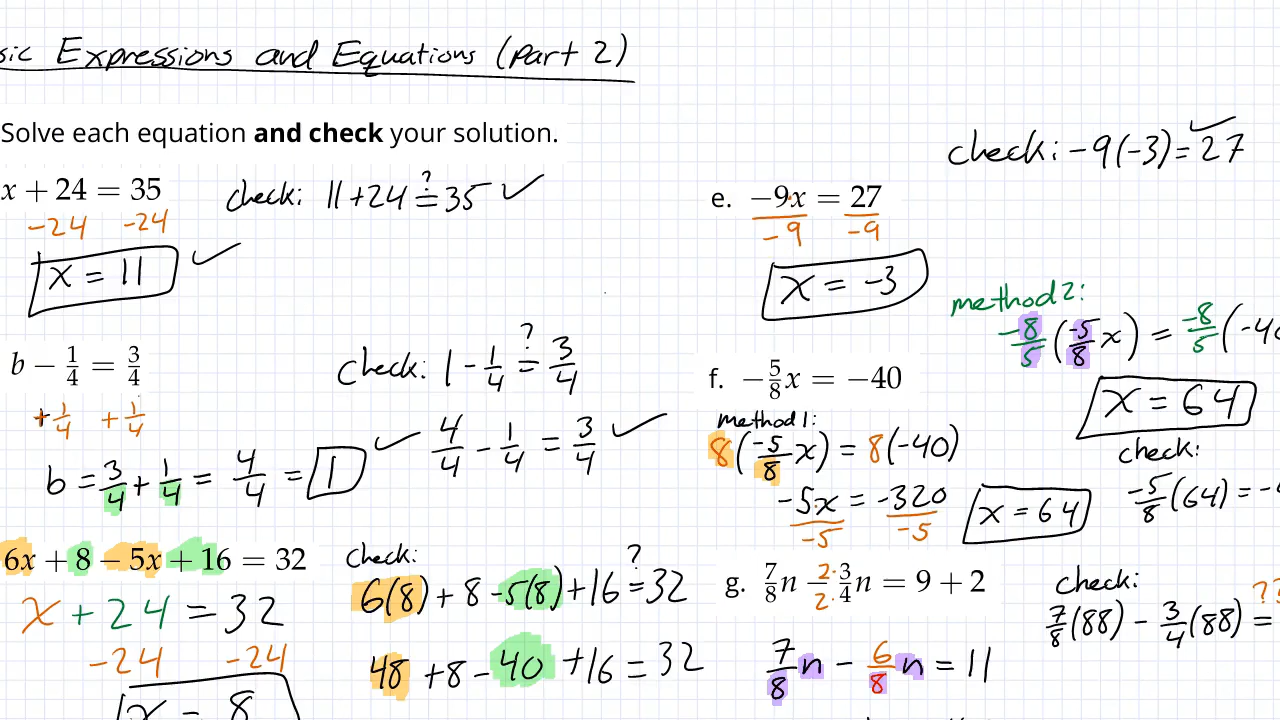 sic Expressions and Equations (part 2)
Solve each equation and check your solution.
x + 24 = 35
-24 -24
check: 11+24 ≟ 35 ✓
x = 11 ✓
b − 1/4 = 3/4
+1/4 +1/4
check: 1 - 1/4 ≟ 3/4
4/4 - 1/4 = 3/4 ✓
b = 3/4 + 1/4 = 4/4 = 1 ✓
6x + 8 − 5x + 16 = 32
x + 24 = 32
-24 -24
x = 8
check:
6(8) + 8 - 5(8) + 16 ≟ 32
48 + 8 - 40 + 16 = 32
check: -9(-3) = 27 ✓
e. −9x = 27
-9 -9
x = -3
f. −5/8x = −40
method 1:
8(-5/8 x) = 8(-40)
-5x = -320
-5 -5
x = 64
method 2:
-8/5 (-5/8 x) = -8/5 (-40
x = 64
check:
-5/8 (64) = -
g. 7/8n − 2·3/2·4n = 9 + 2
7/8 n - 6/8 n = 11
check:
??
7/8 (88) - 3/4 (88) =